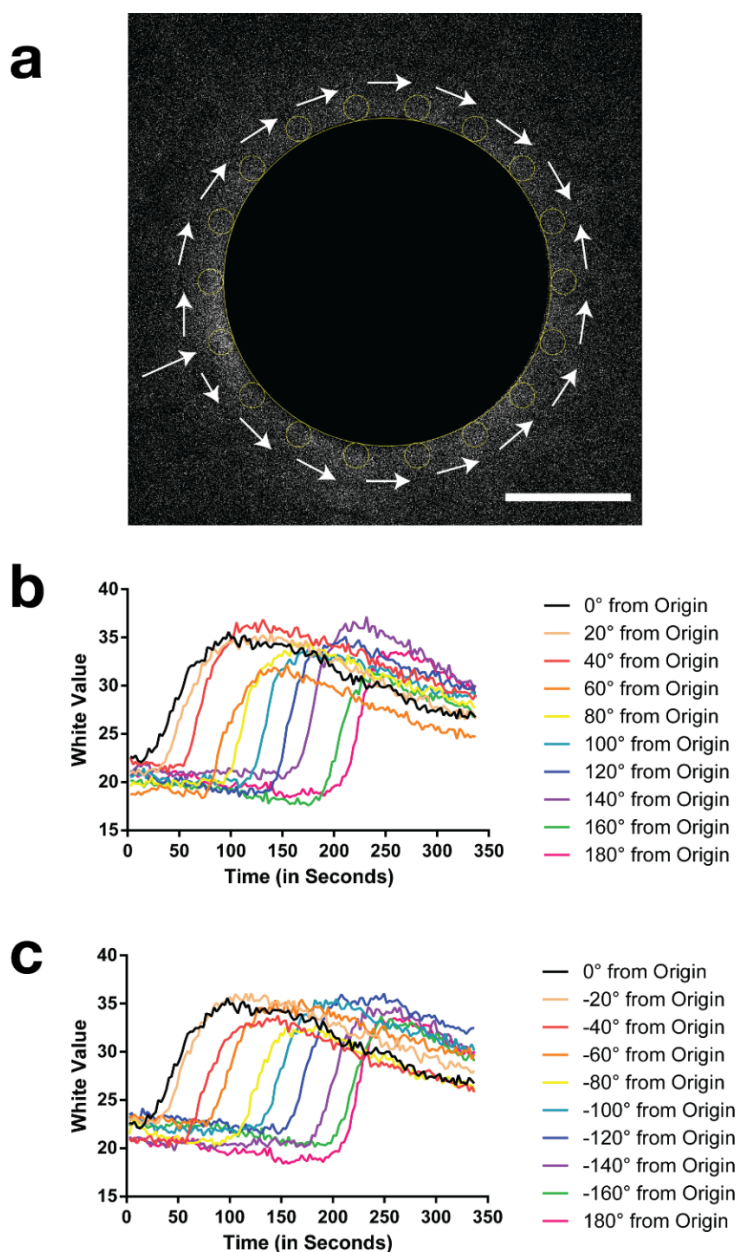 a
b
40
35
30
25
20
15
White Value
0 50 100 150 200 250 300 350
Time (in Seconds)
0° from Origin
20° from Origin
40° from Origin
60° from Origin
80° from Origin
100° from Origin
120° from Origin
140° from Origin
160° from Origin
180° from Origin
c
40
35
30
25
20
15
White Value
0 50 100 150 200 250 300 350
Time (in Seconds)
0° from Origin
-20° from Origin
-40° from Origin
-60° from Origin
-80° from Origin
-100° from Origin
-120° from Origin
-140° from Origin
-160° from Origin
180° from Origin